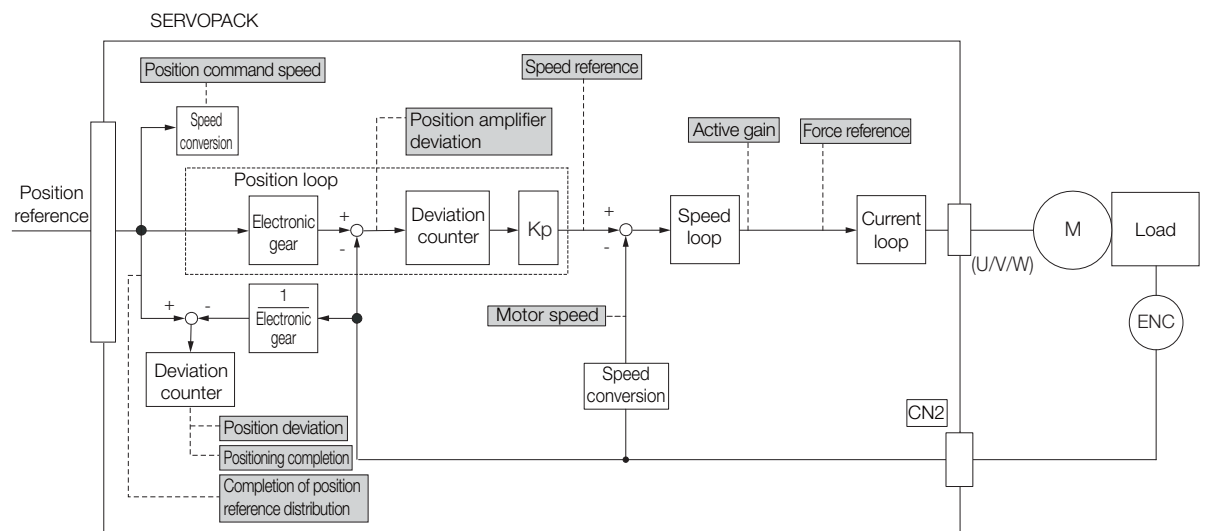 SERVOPACK
Position command speed
Speed reference
Speed
conversion
Position amplifier
deviation
Active gain
Force reference
Position
reference
Position loop
Electronic
gear
+
-
Deviation
counter
Kp
+
-
Speed
loop
Current
loop
M
Load
(U/V/W)
+
-
1
Electronic
gear
Motor speed
ENC
Deviation
counter
Speed
conversion
CN2
Position deviation
Positioning completion
Completion of position
reference distribution